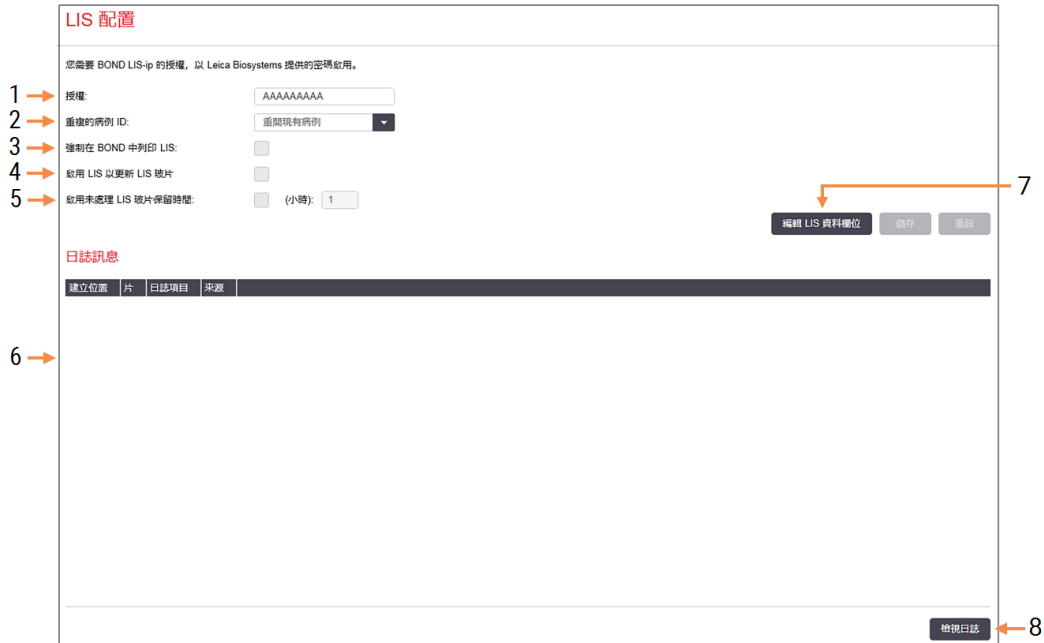 LIS 配置
您需要 BOND LIS-ip 的授權，以 Leica Biosystems 提供的密碼啟用。
1 授權: AAAAAAAAA
2 重複的病例 ID: 重開現有病例
3 強制在 BOND 中列印 LIS:
4 啟用 LIS 以更新 LIS 玻片
5 啟用未處理 LIS 玻片保留時間: (小時): 1
7
編輯 LIS 資料欄位 儲存 重設
日誌訊息
建立位置 片 日誌項目 來源
6
檢視日誌 8